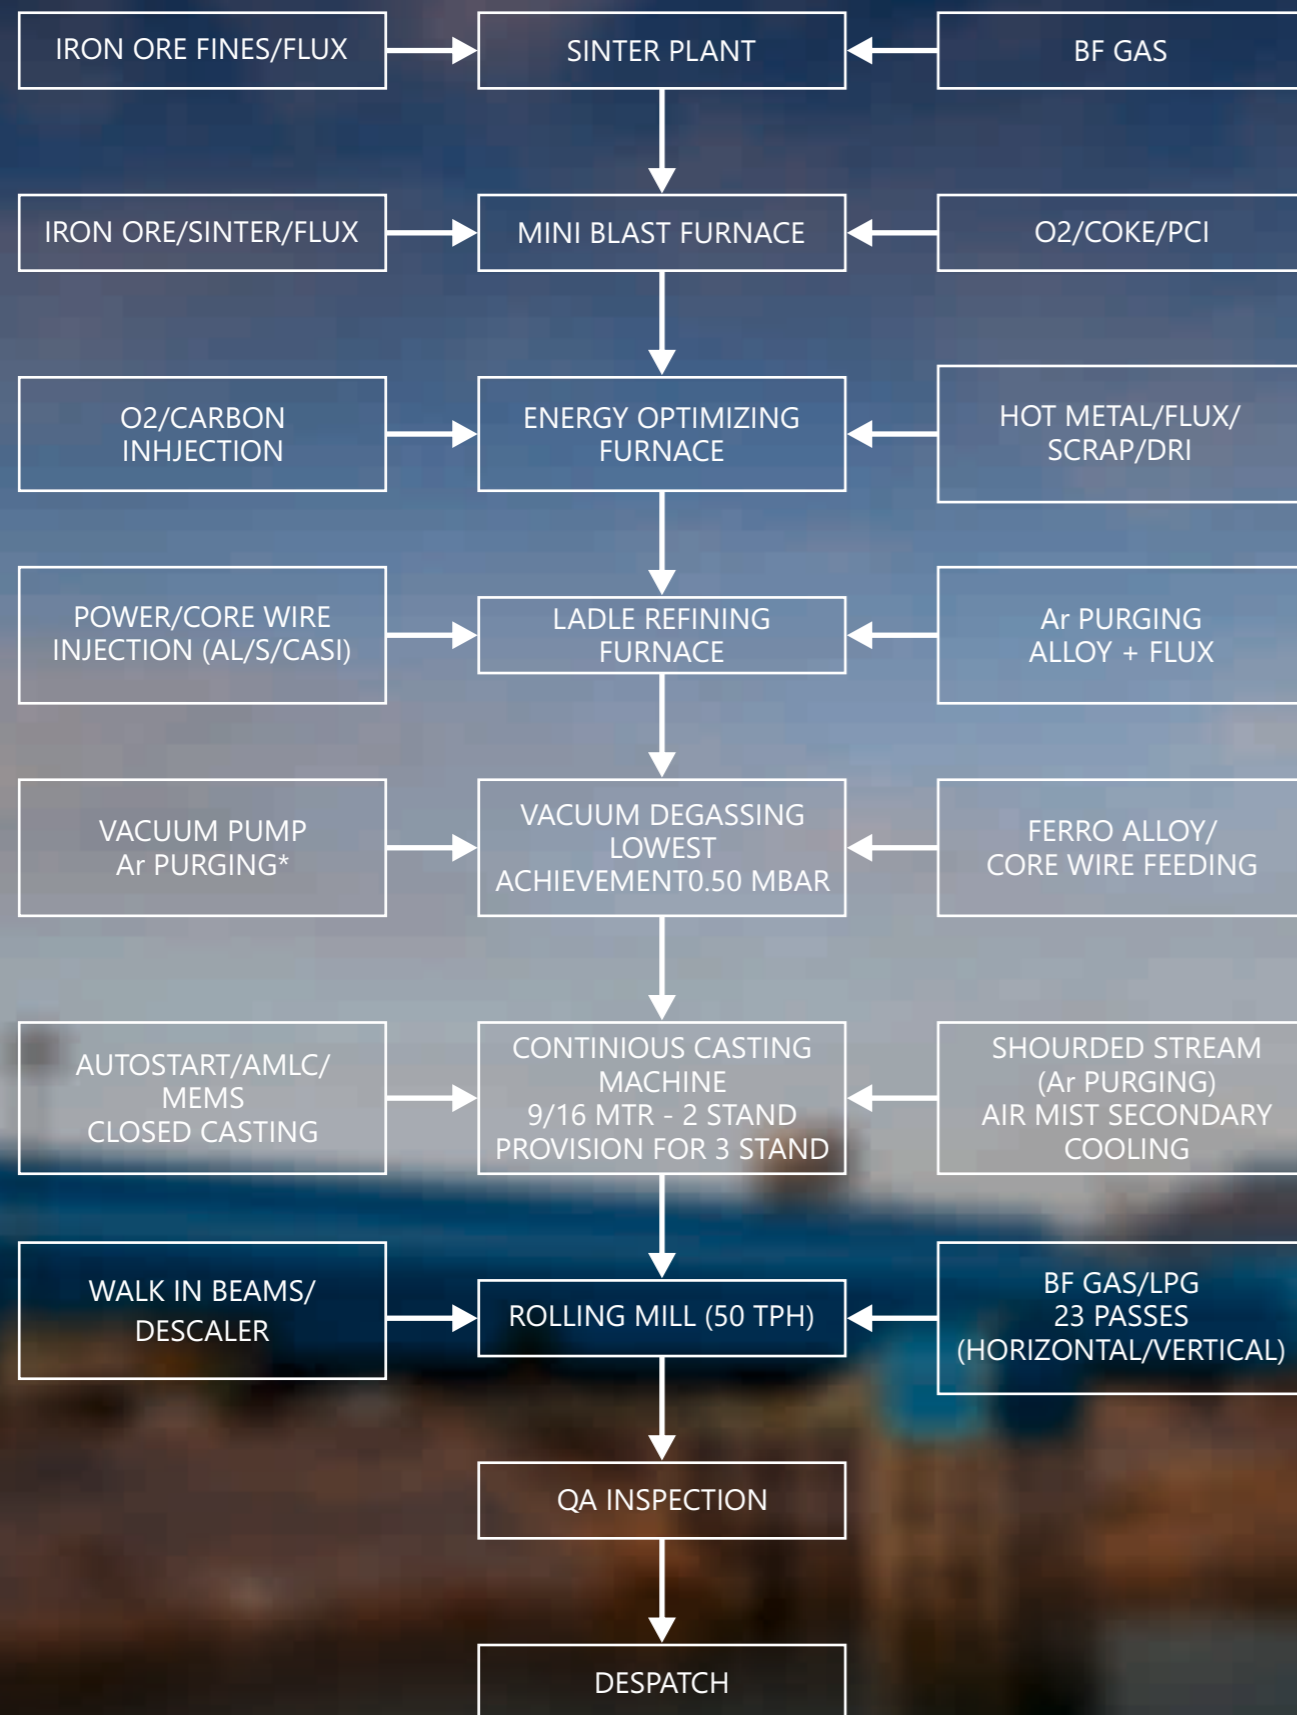 IRON ORE FINES/FLUX
SINTER PLANT
BF GAS
IRON ORE/SINTER/FLUX
MINI BLAST FURNACE
O2/COKE/PCI
O2/CARBON
INHJECTION
ENERGY OPTIMIZING
FURNACE
HOT METAL/FLUX/
SCRAP/DRI
POWER/CORE WIRE
INJECTION (AL/S/CASI)
LADLE REFINING
FURNACE
Ar PURGING
ALLOY + FLUX
VACUUM PUMP
Ar PURGING*
VACUUM DEGASSING
LOWEST
ACHIEVEMENT0.50 MBAR
FERRO ALLOY/
CORE WIRE FEEDING
AUTOSTART/AMLC/
MEMS
CLOSED CASTING
CONTINIOUS CASTING
MACHINE
9/16 MTR - 2 STAND
PROVISION FOR 3 STAND
SHOURDED STREAM
(Ar PURGING)
AIR MIST SECONDARY
COOLING
WALK IN BEAMS/
DESCALER
ROLLING MILL (50 TPH)
BF GAS/LPG
23 PASSES
(HORIZONTAL/VERTICAL)
QA INSPECTION
DESPATCH